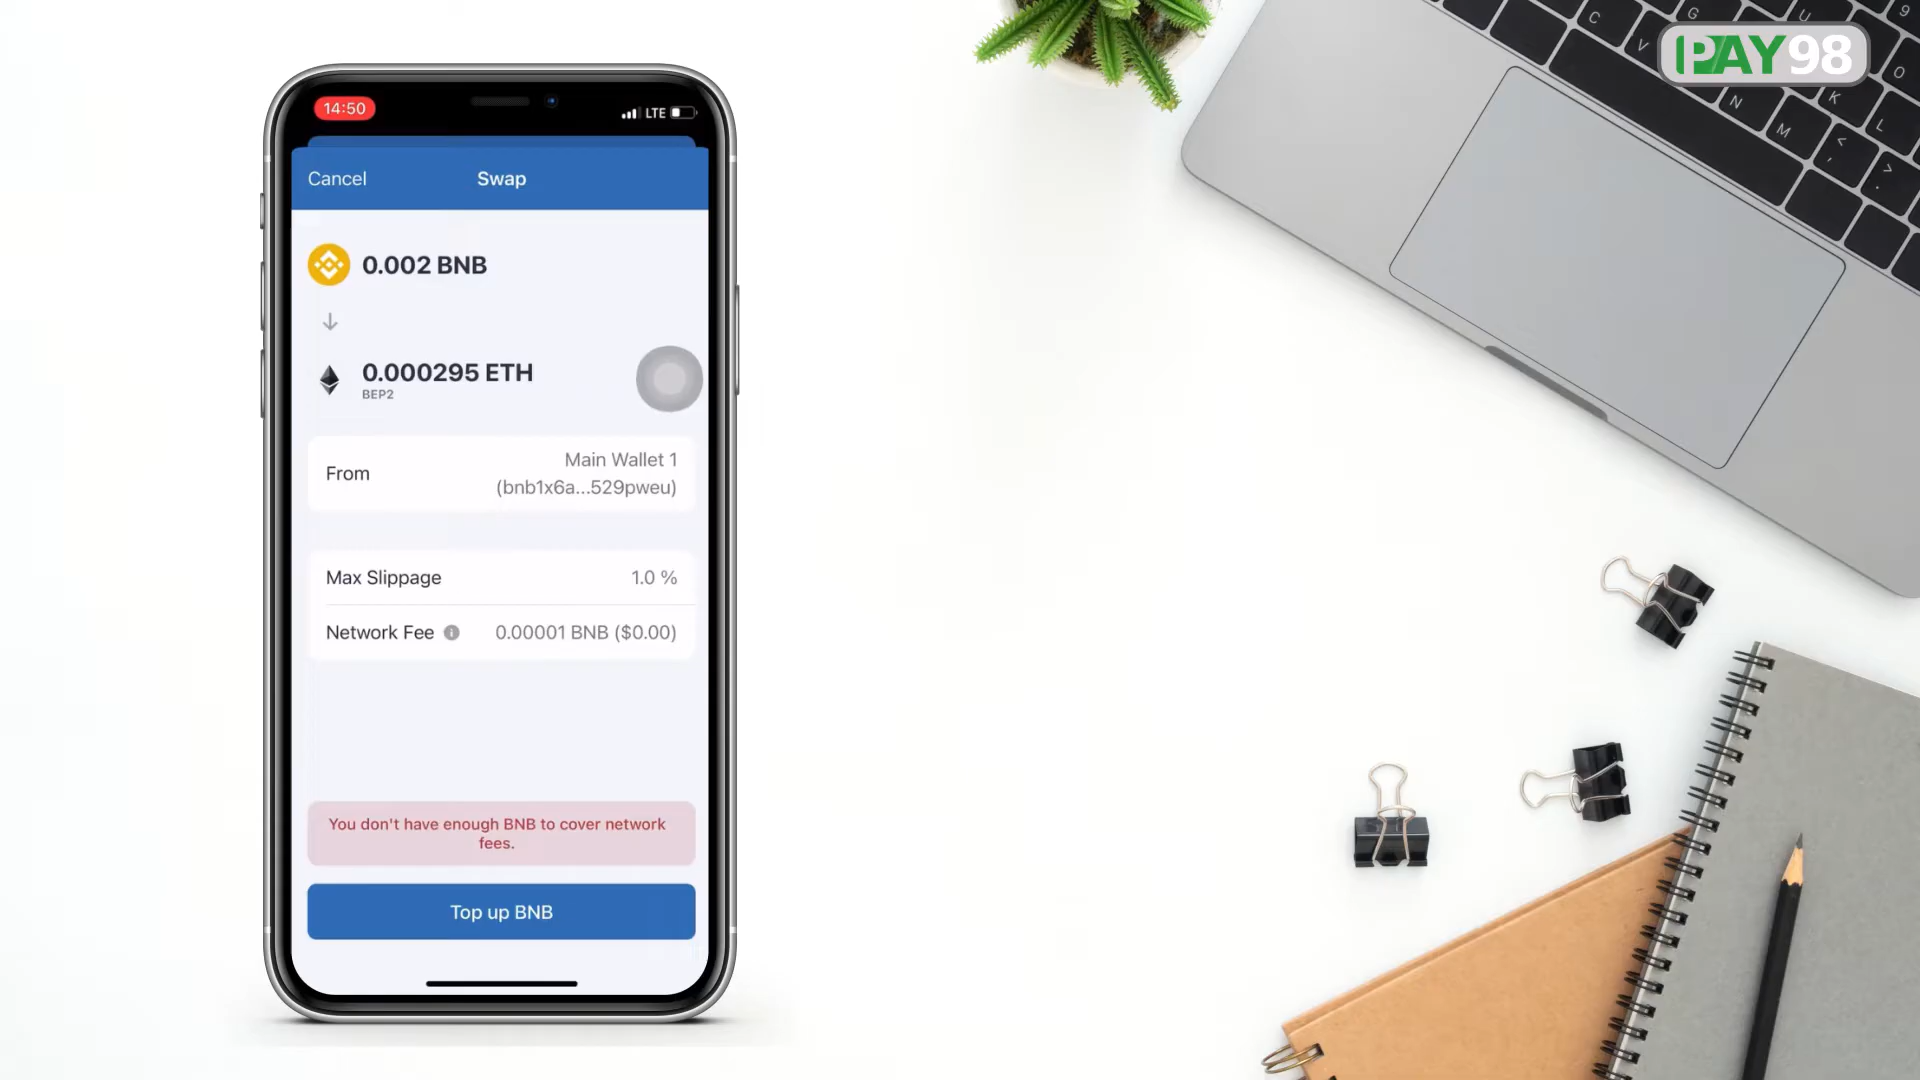 IPAY98
14:50
LTE
Cancel
Swap
0.002 BNB
0.000295 ETH
BEP2
From
Main Wallet 1
(bnb1x6a...529pweu)
Max Slippage
1.0 %
Network Fee
0.00001 BNB ($0.00)
You don't have enough BNB to cover network
fees.
Top up BNB
C
V
G
U
9
O
N
K
M
L
<
,
>
.